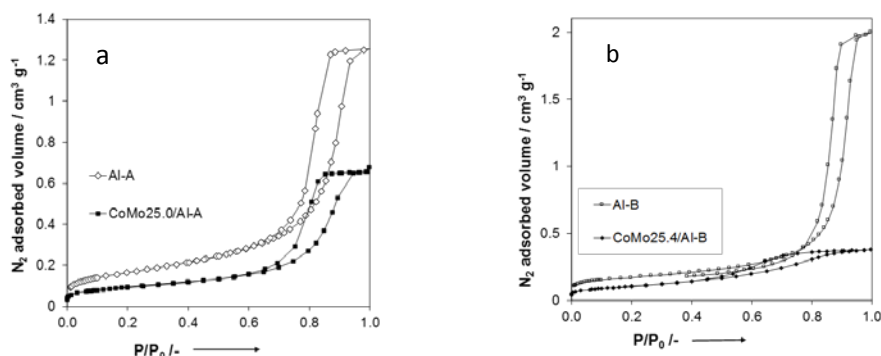 a
N₂ adsorbed volume / cm³ g⁻¹
1.4
1.2
1
0.8
0.6
0.4
0.2
0
Al-A
CoMo25.0/Al-A
0.0 0.2 0.4 0.6 0.8 1.0
P/P₀ /-
b
N₂ adsorbed volume / cm³ g⁻¹
2
1.5
1
0.5
0
Al-B
CoMo25.4/Al-B
0.0 0.2 0.4 0.6 0.8 1.0
P/P₀ /-